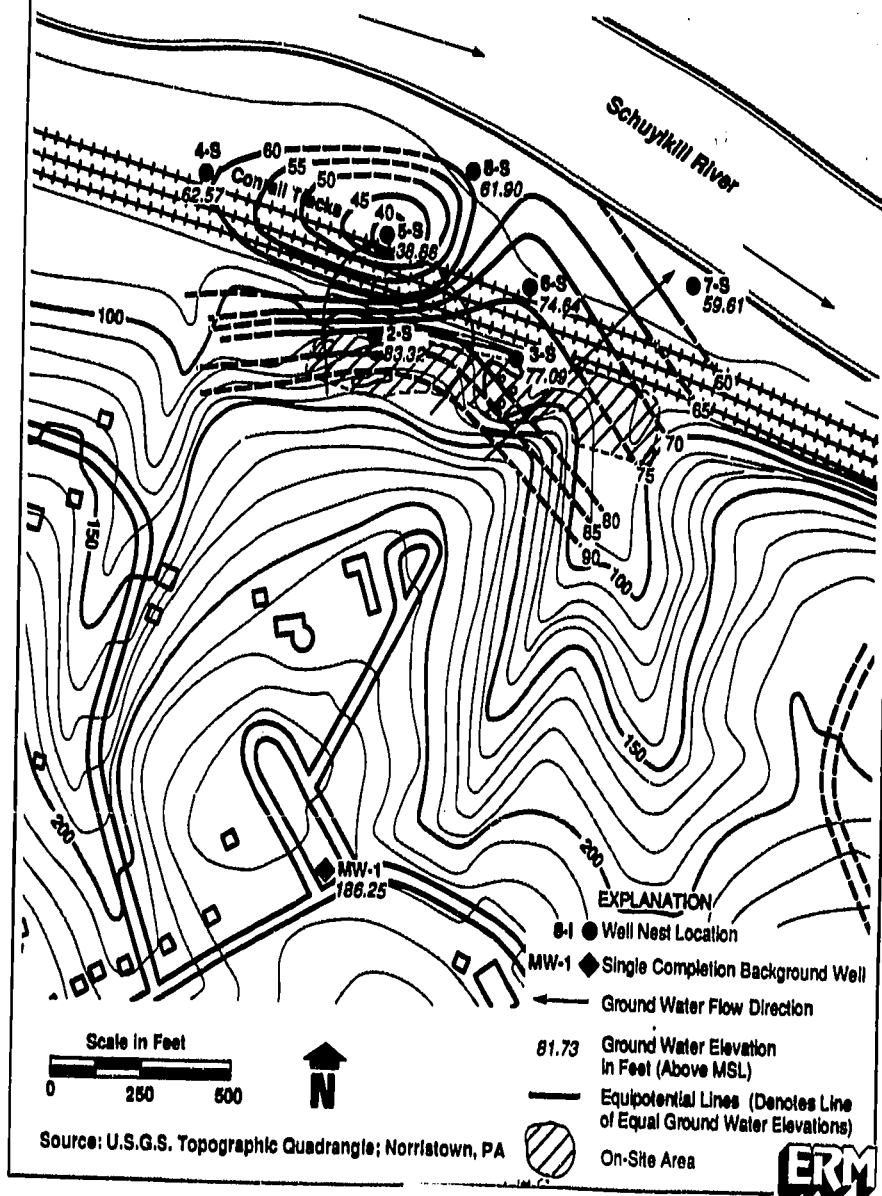 Schuylkill River
4-S
62.57
60
55
50
45
40
Conrail Tracks
5-S
38.86
8-S
61.90
6-S
74.64
7-S
59.61
100
2-S
83.32
3-S
77.09
60
65
70
75
80
85
90
100
150
150
200
200
MW-1
186.25
EXPLANATION
Well Nest Location
MW-1 Single Completion Background Well
Ground Water Flow Direction
81.73 Ground Water Elevation
in Feet (Above MSL)
Equipotential Lines (Denotes Line
of Equal Ground Water Elevations)
On-Site Area
Scale in Feet
0 250 500
N
Source: U.S.G.S. Topographic Quadrangle; Norristown, PA
ERM